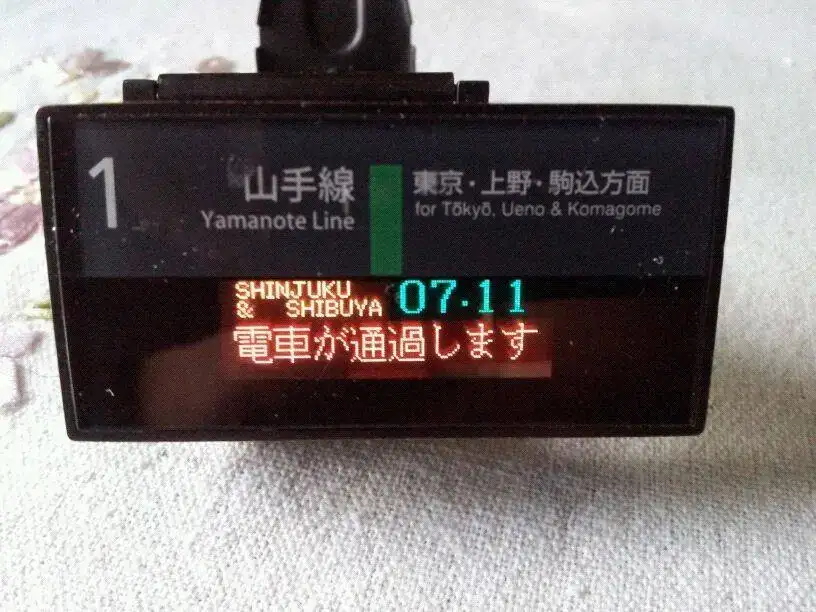 1
山手線
Yamanote Line
東京・上野・駒込方面
for Tōkyō, Ueno & Komagome
SHINJUKU
& SHIBUYA
07·11
電車が通過します